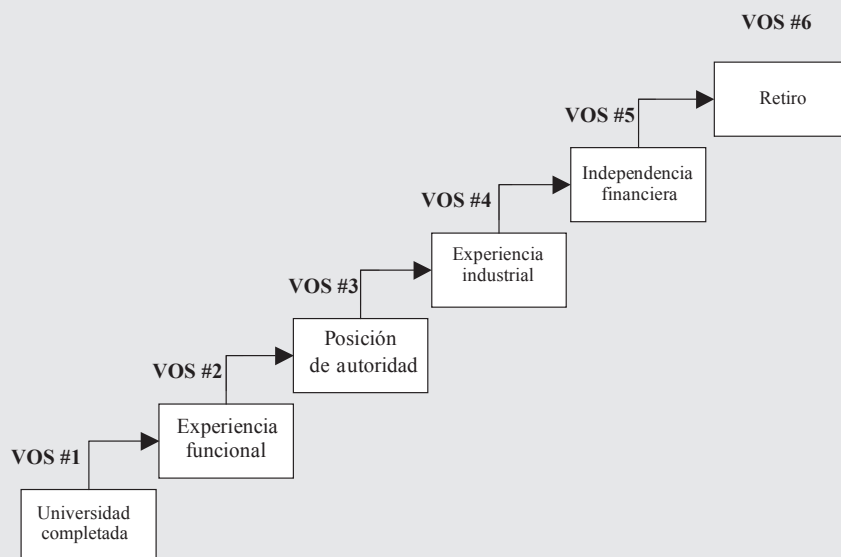 VOS #6
Retiro
VOS #5
Independencia
financiera
VOS #4
Experiencia
industrial
VOS #3
Posición
de autoridad
VOS #2
Experiencia
funcional
VOS #1
Universidad
completada